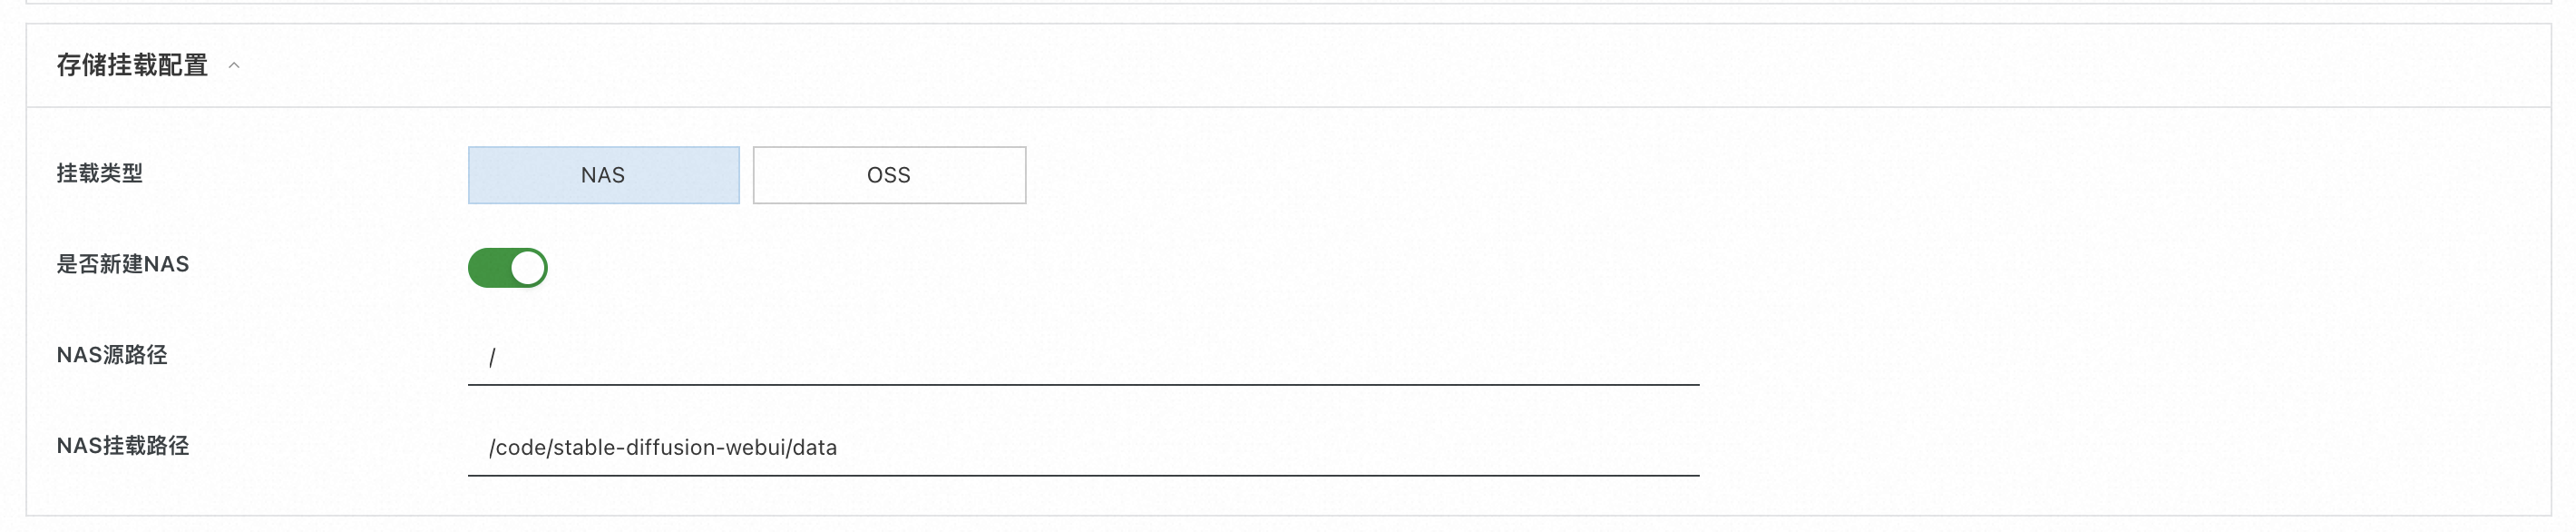 存储挂载配置
挂载类型
NAS
OSS
是否新建NAS
NAS源路径
/
NAS挂载路径
/code/stable-diffusion-webui/data